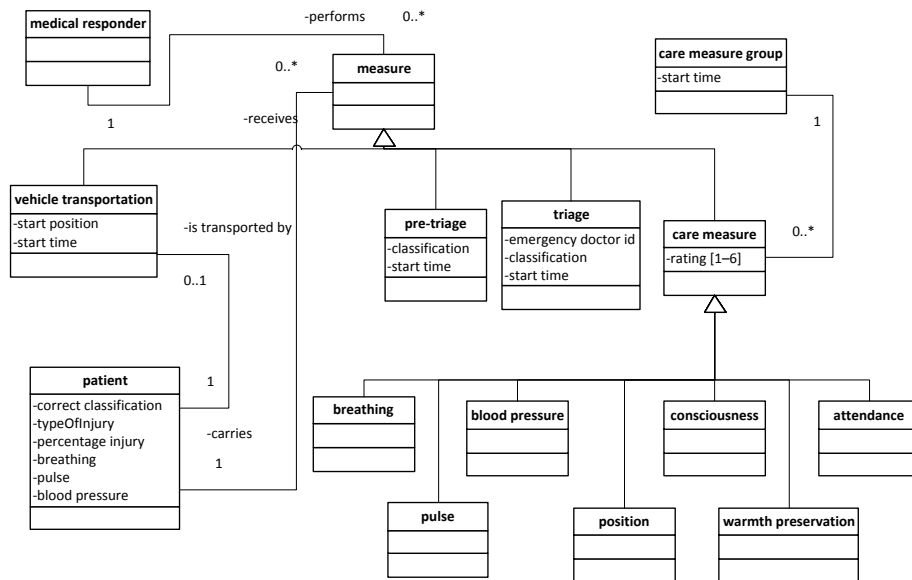 -performs
0..*
medical responder
care measure group
-start time
0..*
measure
1
-receives
1
vehicle transportation
-start position
-start time
-is transported by
0..1
pre-triage
-classification
-start time
triage
-emergency doctor id
-classification
-start time
care measure
-rating [1–6]
0..*
patient
-correct classification
-typeOfInjury
-percentage injury
-breathing
-pulse
-blood pressure
1
-carries
1
breathing
blood pressure
consciousness
attendance
pulse
position
warmth preservation